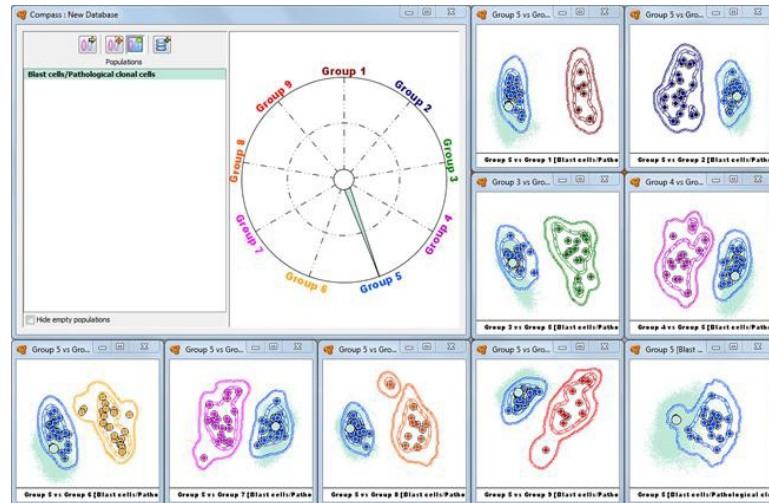 Compass : New Database
Populations
Blast cells/Pathological clonal cells
Hide empty populations
Group 1
Group 2
Group 3
Group 4
Group 5
Group 6
Group 7
Group 8
Group 9
Group 5 vs Gro...
Group 5 vs Group 1 [Blast cells/Patho
Group 5 vs Gro...
Group 5 vs Group 2 [Blast cells/Patho
Group 3 vs Gro...
Group 3 vs Group 5 [Blast cells/Patho
Group 4 vs Gro...
Group 4 vs Group 5 [Blast cells/Patho
Group 5 vs Gro...
Group 5 vs Group 6 [Blast cells/Patho
Group 5 vs Gro...
Group 5 vs Group 7 [Blast cells/Patho
Group 5 vs Gro...
Group 5 vs Group 8 [Blast cells/Patho
Group 5 vs Gro...
Group 5 vs Group 9 [Blast cells/Patho
Group 5 [Blast ...
Group 5 [Blast cells/Pathological cl